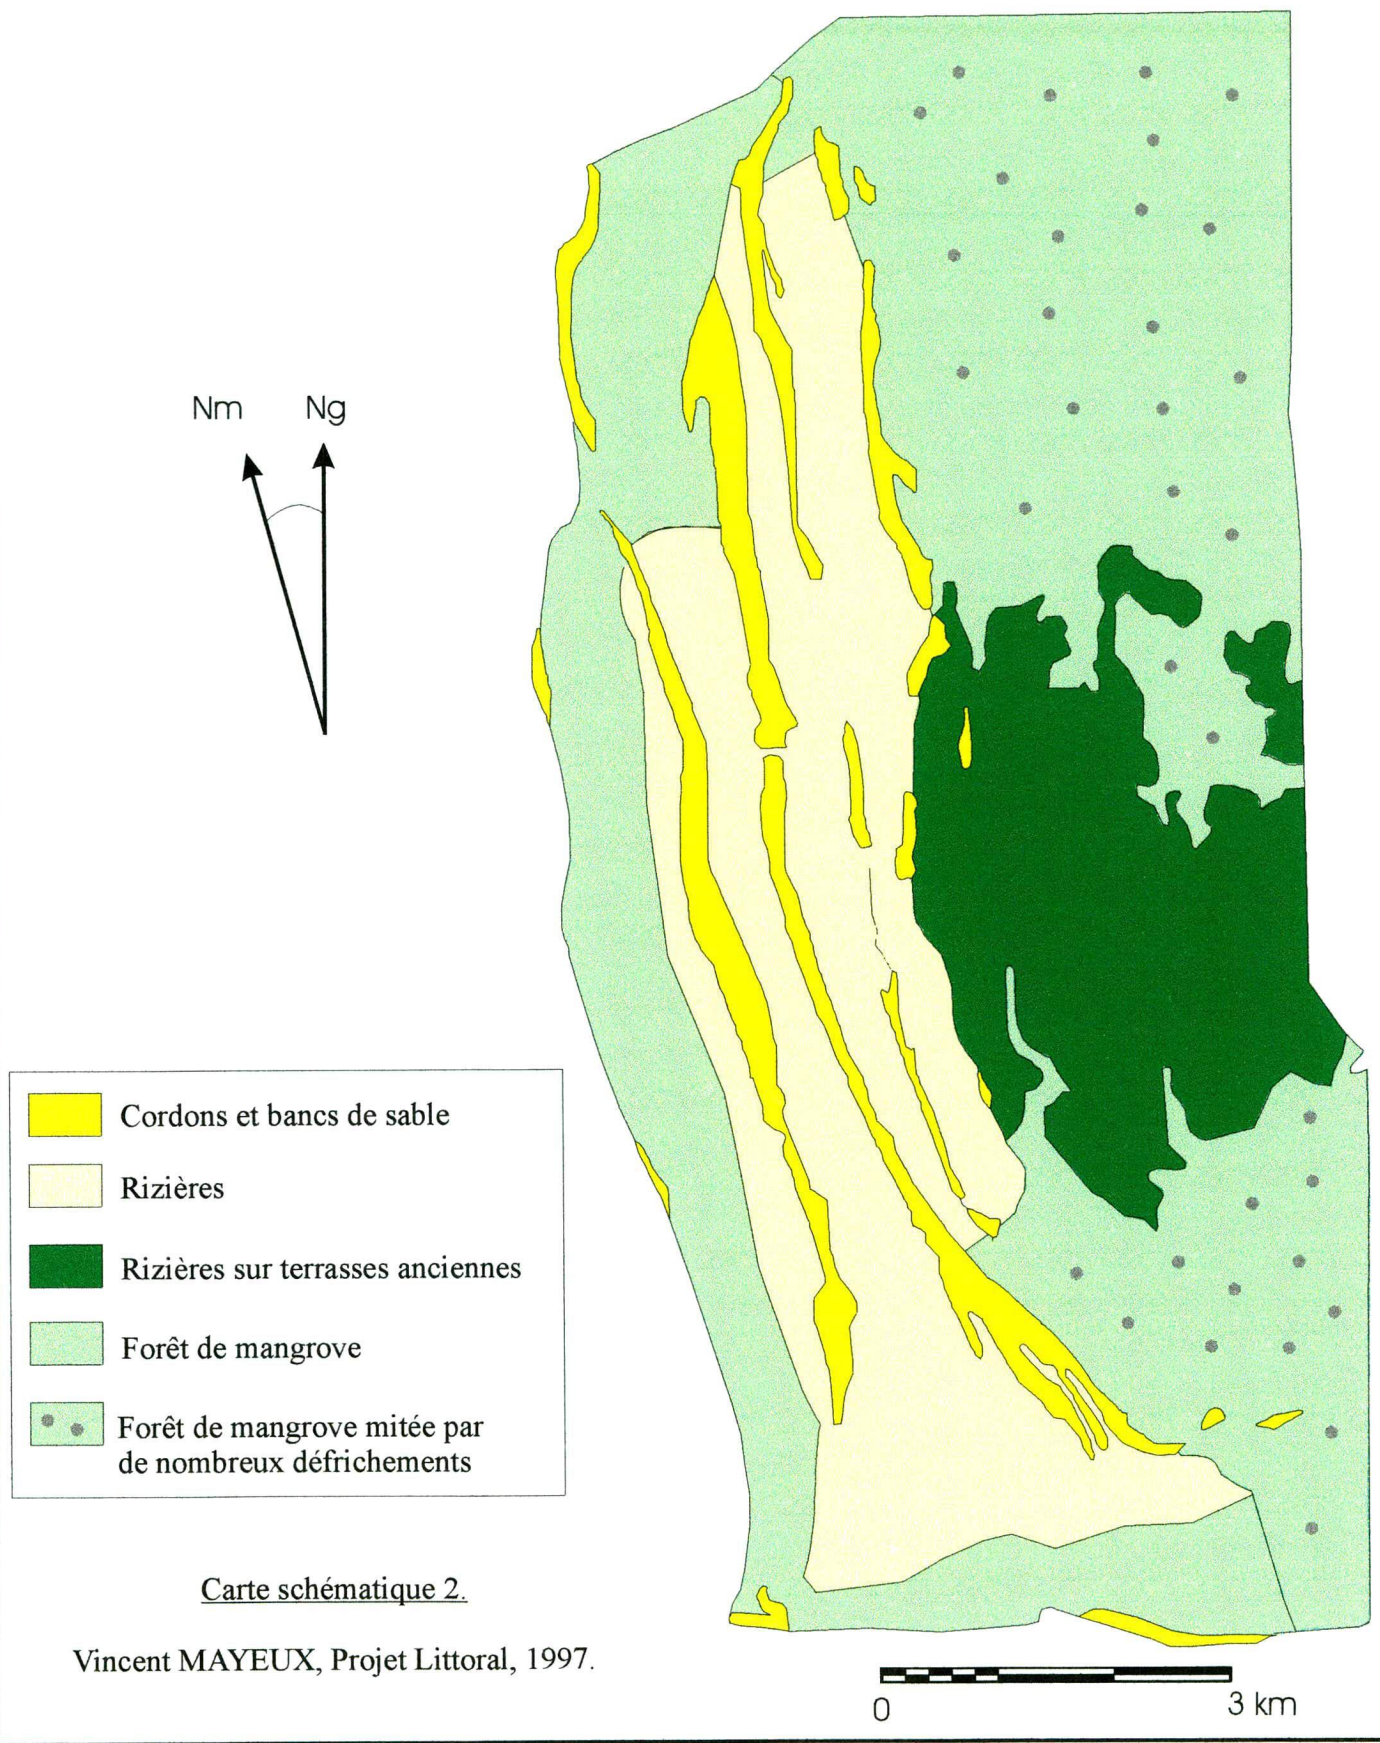 Nm Ng
Cordons et bancs de sable
Rizières
Rizières sur terrasses anciennes
Forêt de mangrove
Forêt de mangrove mitée par
de nombreux défrichements
Carte schématique 2.
Vincent MAYEUX, Projet Littoral, 1997.
0 3 km